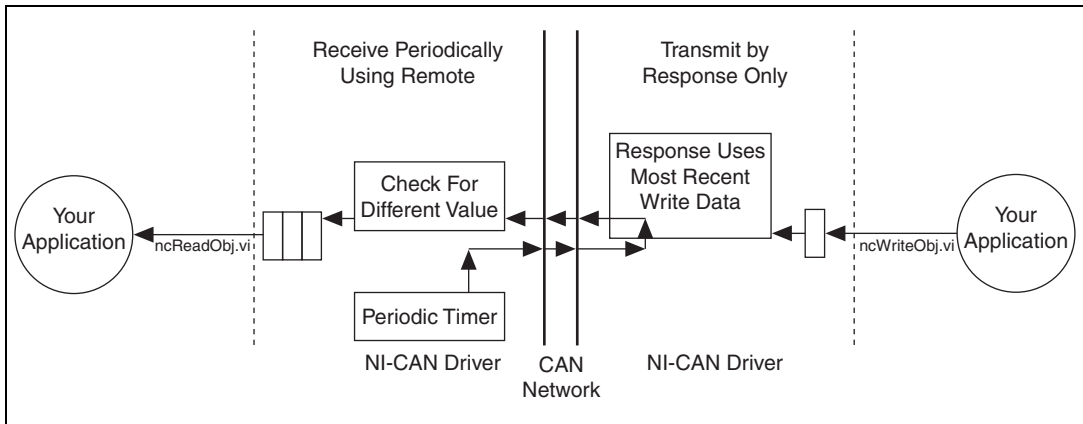 Receive Periodically
Using Remote
Transmit by
Response Only
Your
Application
ncReadObj.vi
Check For
Different Value
Periodic Timer
Response Uses
Most Recent
Write Data
ncWriteObj.vi
Your
Application
NI-CAN Driver
CAN
Network
NI-CAN Driver